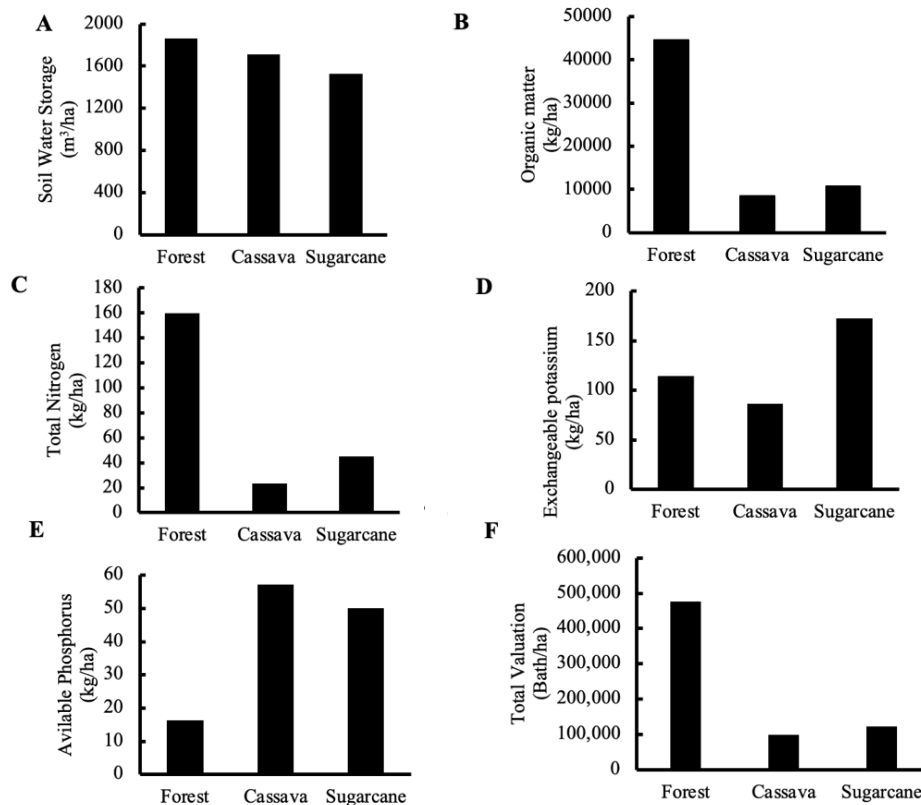 A
Soil Water Storage
(m³/ha)
2000
1600
1200
800
400
0
Forest Cassava Sugarcane
B
Organic matter
(kg/ha)
50000
40000
30000
20000
10000
0
Forest Cassava Sugarcane
C
Total Nitrogen
(kg/ha)
180
160
140
120
100
80
60
40
20
0
Forest Cassava Sugarcane
D
Exchangeable potassium
(kg/ha)
200
150
100
50
0
Forest Cassava Sugarcane
E
Avilable Phosphorus
(kg/ha)
60
50
40
30
20
10
0
Forest Cassava Sugarcane
F
Total Valuation
(Bath/ha)
600,000
500,000
400,000
300,000
200,000
100,000
0
Forest Cassava Sugarcane